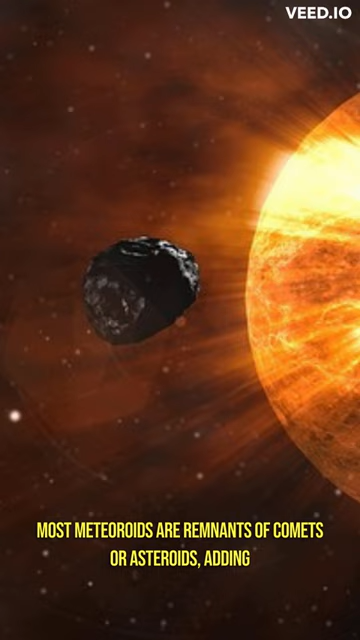 VEED.IO
MOST METEOROIDS ARE REMNANTS OF COMETS
OR ASTEROIDS, ADDING